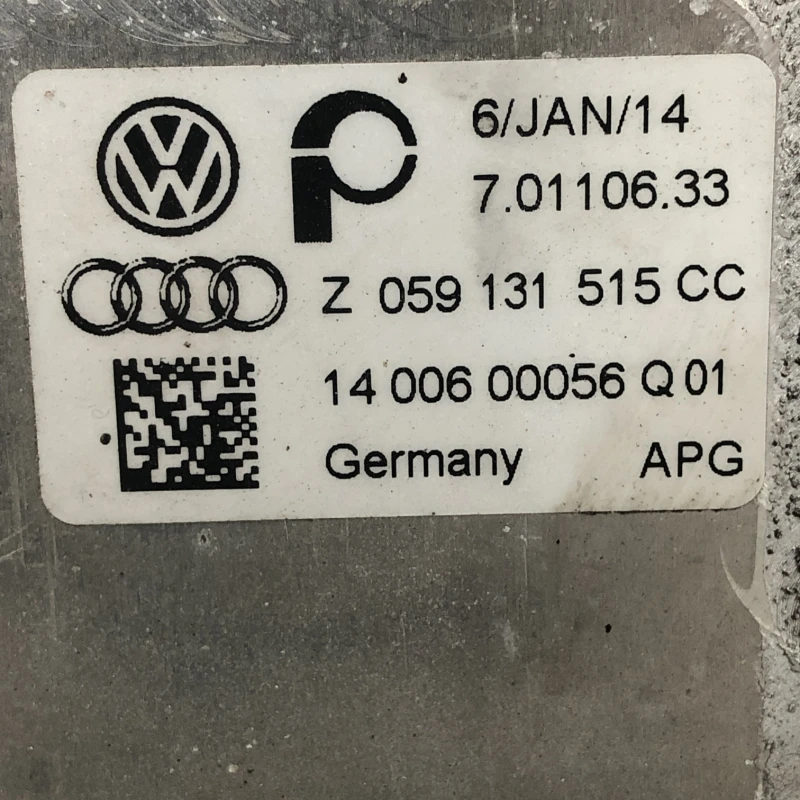 6/JAN/14
7.01106.33
Z 059 131 515 CC
14 006 00056 Q 01
Germany APG